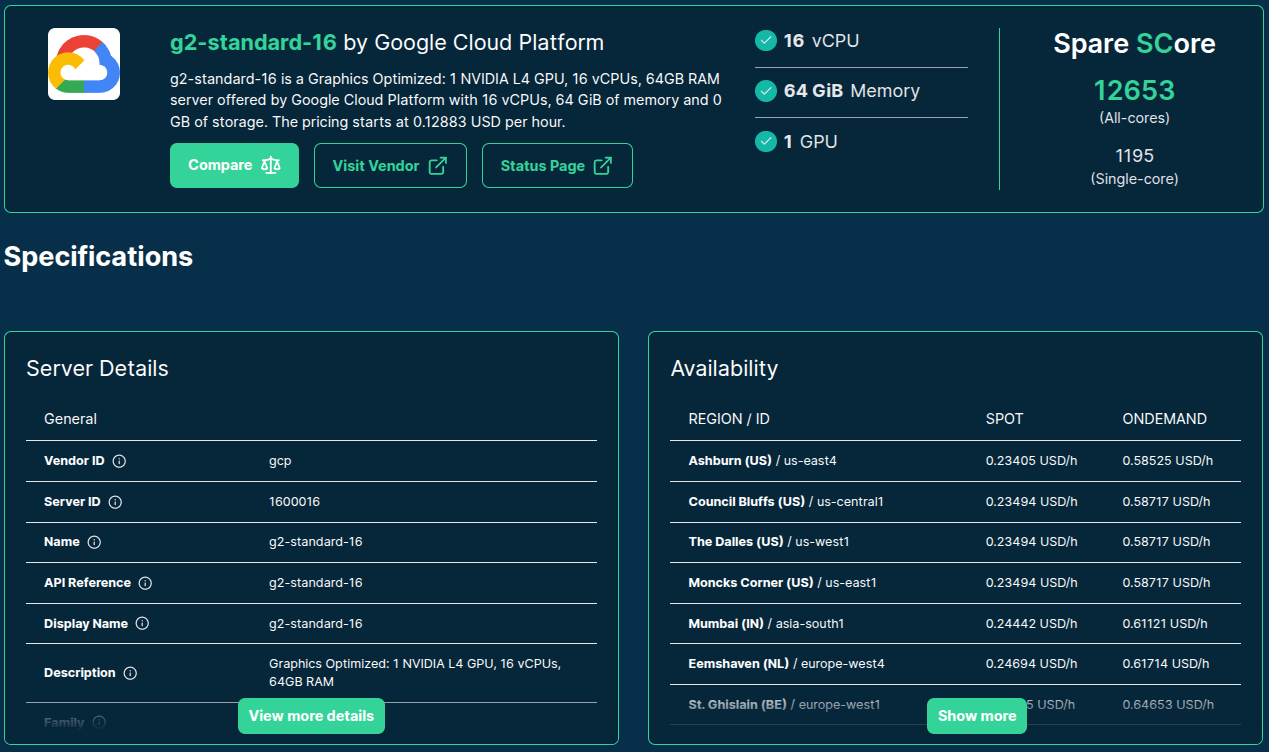 g2-standard-16 by Google Cloud Platform
g2-standard-16 is a Graphics Optimized: 1 NVIDIA L4 GPU, 16 vCPUs, 64GB RAM
server offered by Google Cloud Platform with 16 vCPUs, 64 GiB of memory and 0
GB of storage. The pricing starts at 0.12883 USD per hour.
Compare
Visit Vendor
Status Page
16 vCPU
64 GiB Memory
1 GPU
Spare SCore
12653
(All-cores)
1195
(Single-core)
Specifications
Server Details
General
Vendor ID gcp
Server ID 1600016
Name g2-standard-16
API Reference g2-standard-16
Display Name g2-standard-16
Description Graphics Optimized: 1 NVIDIA L4 GPU, 16 vCPUs,
64GB RAM
Family
View more details
Availability
REGION / ID SPOT ONDEMAND
Ashburn (US) / us-east4 0.23405 USD/h 0.58525 USD/h
Council Bluffs (US) / us-central1 0.23494 USD/h 0.58717 USD/h
The Dalles (US) / us-west1 0.23494 USD/h 0.58717 USD/h
Moncks Corner (US) / us-east1 0.23494 USD/h 0.58717 USD/h
Mumbai (IN) / asia-south1 0.24442 USD/h 0.61121 USD/h
Eemshaven (NL) / europe-west4 0.24694 USD/h 0.61714 USD/h
St. Ghislain (BE) / europe-west1 USD/h 0.64653 USD/h
Show more